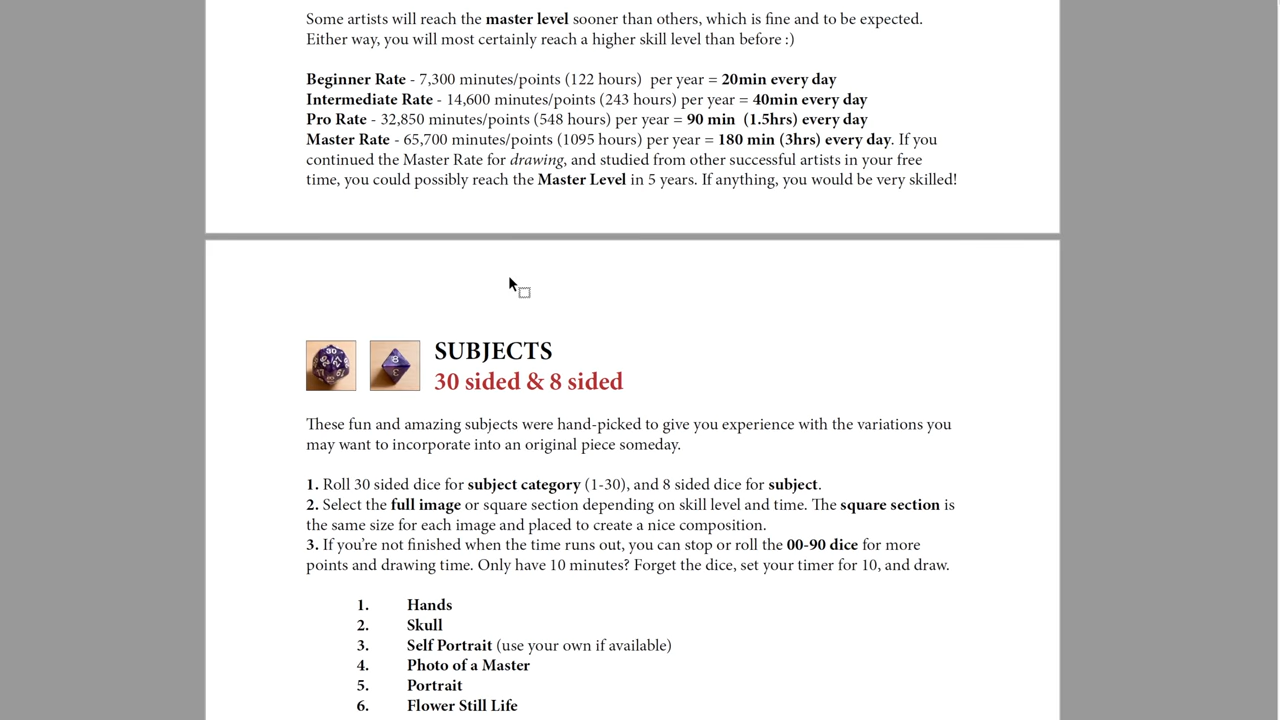 Some artists will reach the master level sooner than others, which is fine and to be expected.
Either way, you will most certainly reach a higher skill level than before :)
Beginner Rate - 7,300 minutes/points (122 hours)  per year = 20min every day
Intermediate Rate - 14,600 minutes/points (243 hours) per year = 40min every day
Pro Rate - 32,850 minutes/points (548 hours) per year = 90 min  (1.5hrs) every day
Master Rate - 65,700 minutes/points (1095 hours) per year = 180 min (3hrs) every day. If you
continued the Master Rate for drawing, and studied from other successful artists in your free
time, you could possibly reach the Master Level in 5 years. If anything, you would be very skilled!
30
8
SUBJECTS
30 sided & 8 sided
These fun and amazing subjects were hand-picked to give you experience with the variations you
may want to incorporate into an original piece someday.
1. Roll 30 sided dice for subject category (1-30), and 8 sided dice for subject.
2. Select the full image or square section depending on skill level and time. The square section is
the same size for each image and placed to create a nice composition.
3. If you're not finished when the time runs out, you can stop or roll the 00-90 dice for more
points and drawing time. Only have 10 minutes? Forget the dice, set your timer for 10, and draw.
1. Hands
2. Skull
3. Self Portrait (use your own if available)
4. Photo of a Master
5. Portrait
6. Flower Still Life